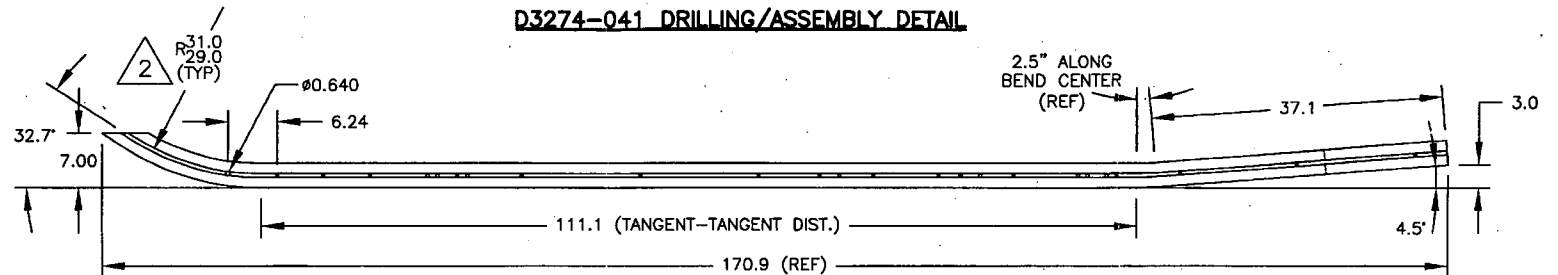 D3274-041 DRILLING/ASSEMBLY DETAIL
2
R31.0
29.0
(TYP)
ø0.640
6.24
32.7°
7.00
2.5" ALONG
BEND CENTER
(REF)
37.1
3.0
4.5°
111.1 (TANGENT-TANGENT DIST.)
170.9 (REF)